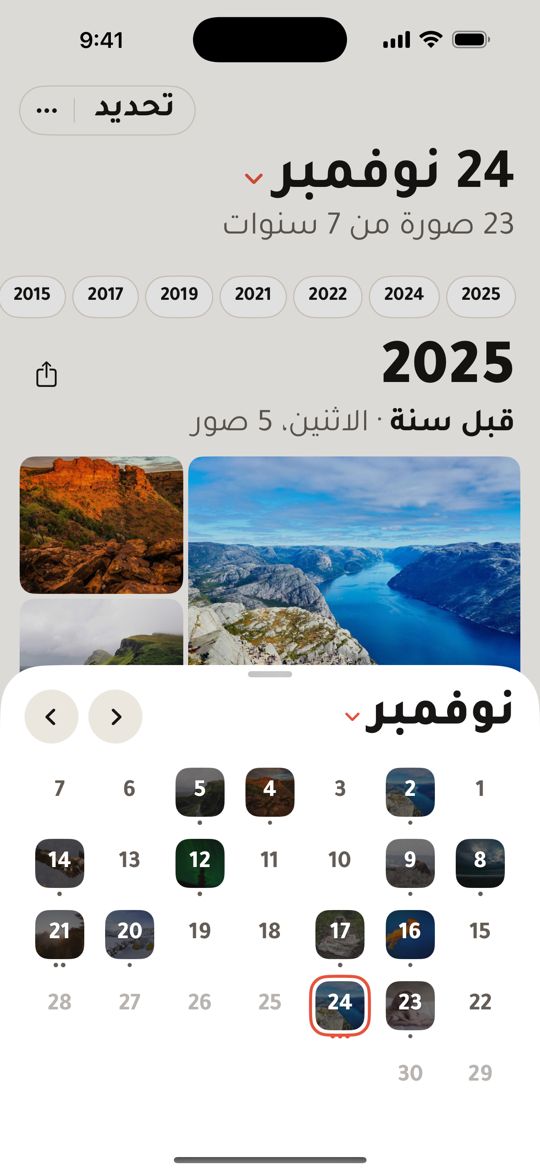 9:41
تحديد
24 نوفمبر
23 صورة من 7 سنوات
2025 2024 2022 2021 2019 2017 2015
2025
قبل سنة · الاثنين، 5 صور
نوفمبر
1 2 3 4 5 6 7
8 9 10 11 12 13 14
15 16 17 18 19 20 21
22 23 24 25 26 27 28
29 30